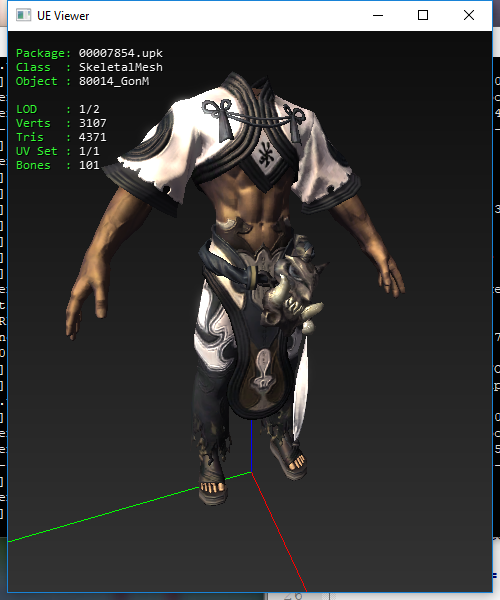 UE Viewer
Package: 00007854.upk
Class : SkeletalMesh
Object : 80014_GonM
LOD : 1/2
Verts : 3107
Tris : 4371
UV Set : 1/1
Bones : 101